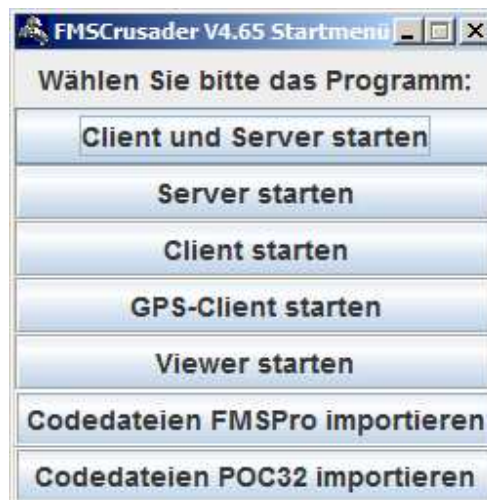 FMSCrusader V4.65 Startmenü
Wählen Sie bitte das Programm:
Client und Server starten
Server starten
Client starten
GPS-Client starten
Viewer starten
Codedateien FMSPro importieren
Codedateien POC32 importieren